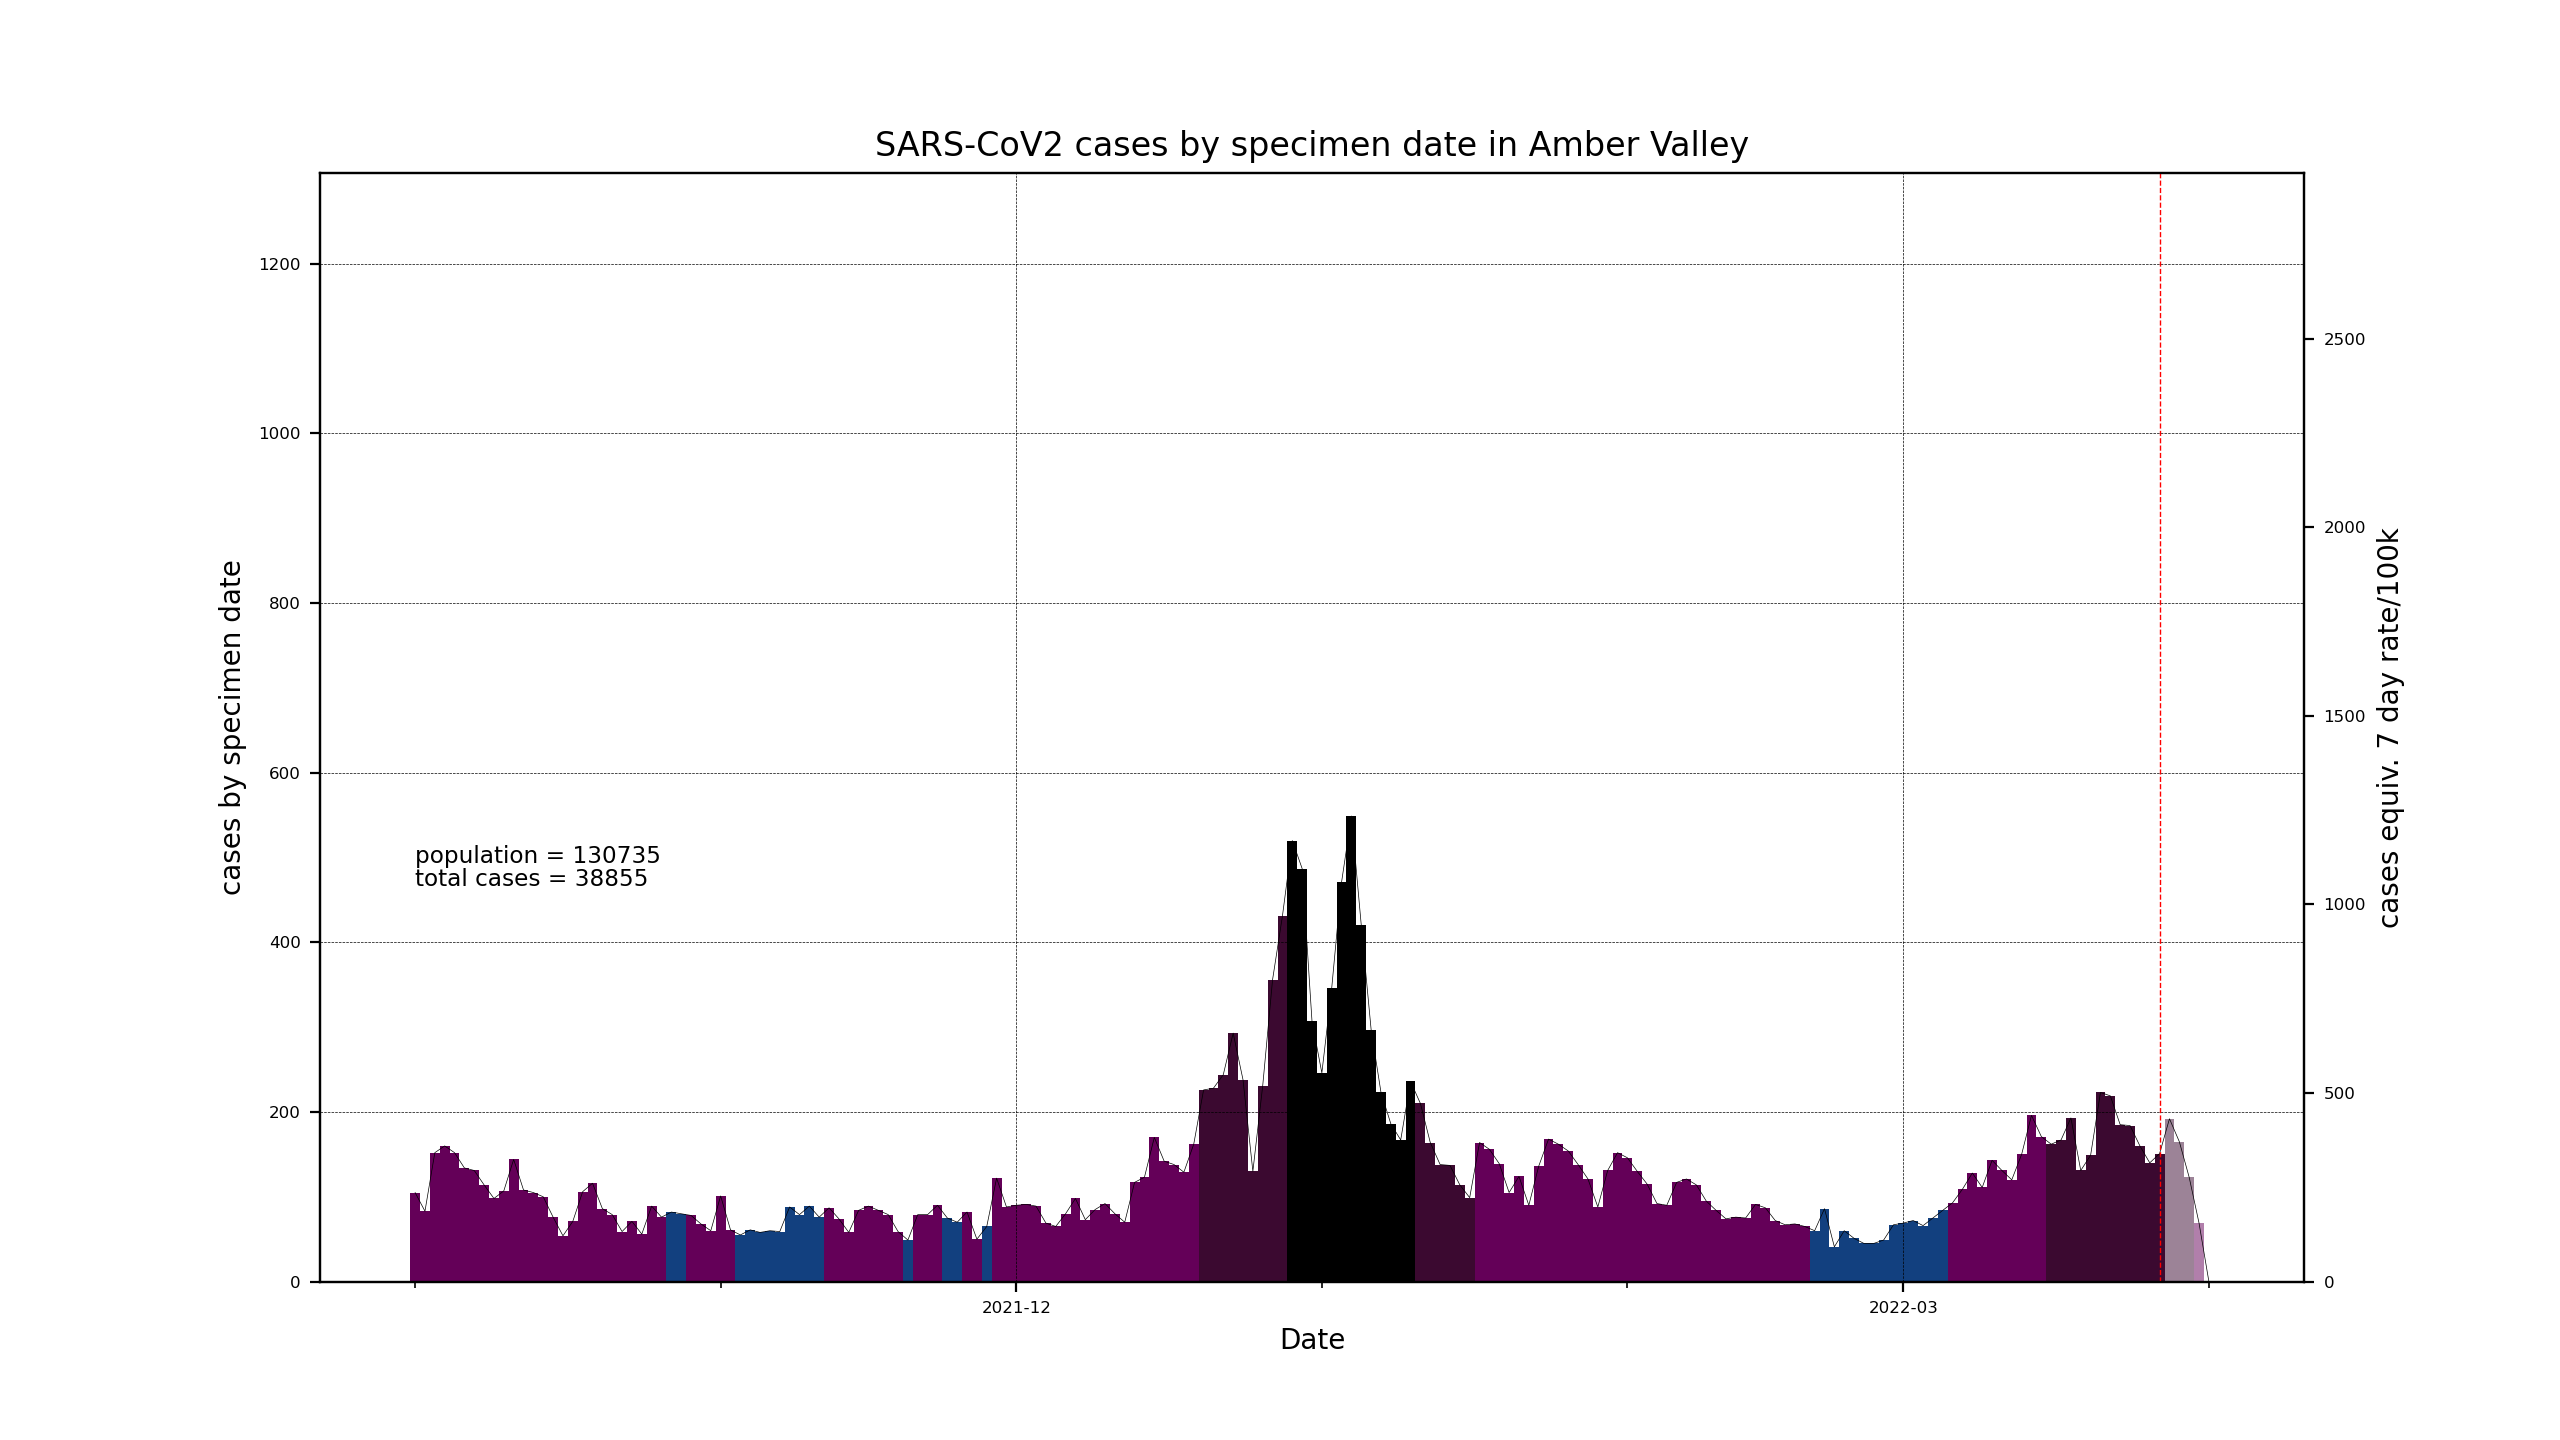 SARS-CoV2 cases by specimen date in Amber Valley
cases by specimen date
1200
1000
800
600
400
200
0
population = 130735
total cases = 38855
2500
2000
1500
1000
500
0
cases equiv. 7 day rate/100k
2021-12
2022-03
Date